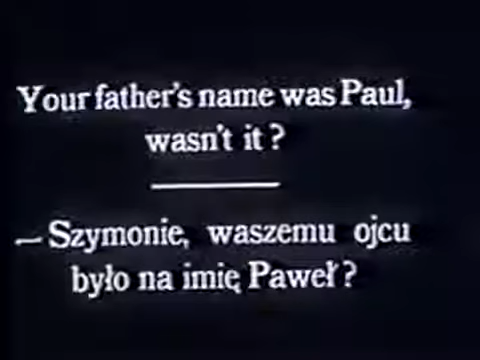 Your father's name was Paul,
wasn't it?
— Szymonie, waszemu ojcu
było na imię Paweł?